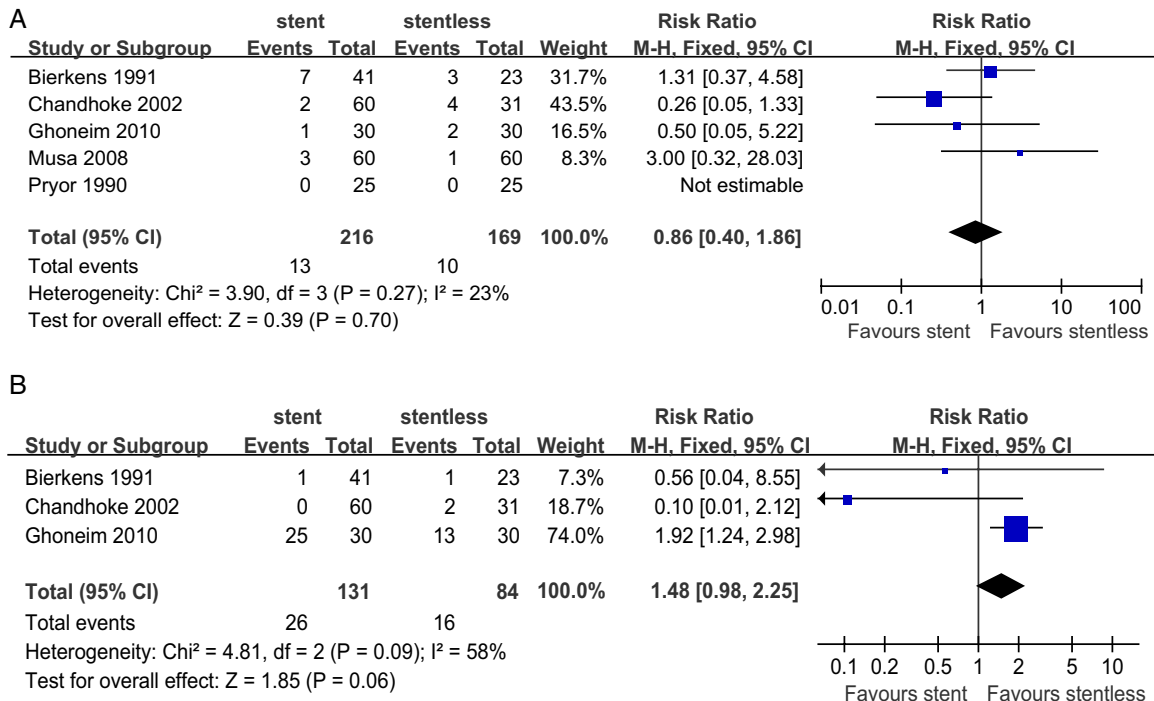 A
stent stentless Risk Ratio Risk Ratio
Study or Subgroup Events Total Events Total Weight M-H, Fixed, 95% CI M-H, Fixed, 95% CI
Bierkens 1991 7 41 3 23 31.7% 1.31 [0.37, 4.58]
Chandhoke 2002 2 60 4 31 43.5% 0.26 [0.05, 1.33]
Ghoneim 2010 1 30 2 30 16.5% 0.50 [0.05, 5.22]
Musa 2008 3 60 1 60 8.3% 3.00 [0.32, 28.03]
Pryor 1990 0 25 0 25 Not estimable
Total (95% CI) 216 169 100.0% 0.86 [0.40, 1.86]
Total events 13 10
Heterogeneity: Chi² = 3.90, df = 3 (P = 0.27); I² = 23%
Test for overall effect: Z = 0.39 (P = 0.70)
0.01 0.1 1 10 100
Favours stent Favours stentless
B
stent stentless Risk Ratio Risk Ratio
Study or Subgroup Events Total Events Total Weight M-H, Fixed, 95% CI M-H, Fixed, 95% CI
Bierkens 1991 1 41 1 23 7.3% 0.56 [0.04, 8.55]
Chandhoke 2002 0 60 2 31 18.7% 0.10 [0.01, 2.12]
Ghoneim 2010 25 30 13 30 74.0% 1.92 [1.24, 2.98]
Total (95% CI) 131 84 100.0% 1.48 [0.98, 2.25]
Total events 26 16
Heterogeneity: Chi² = 4.81, df = 2 (P = 0.09); I² = 58%
Test for overall effect: Z = 1.85 (P = 0.06)
0.1 0.2 0.5 1 2 5 10
Favours stent Favours stentless